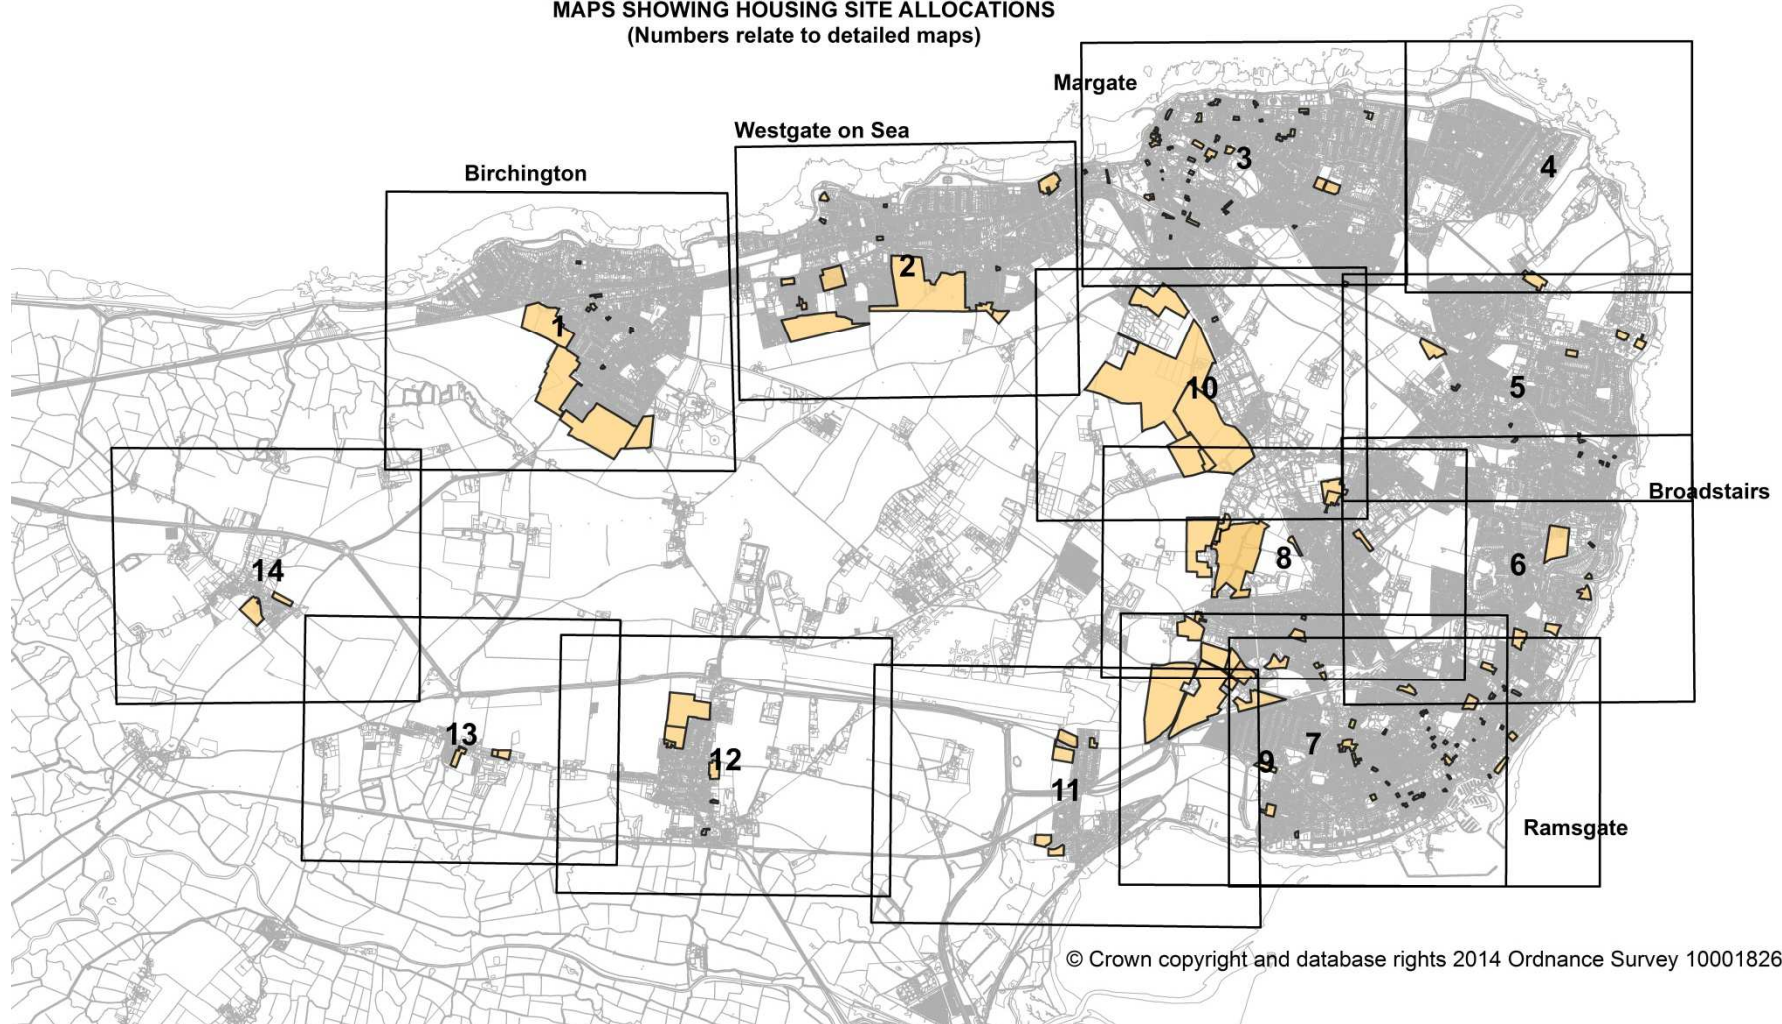 MAPS SHOWING HOUSING SITE ALLOCATIONS
(Numbers relate to detailed maps)
Margate
Westgate on Sea
Birchington
3
4
2
1
10
5
Broadstairs
8
6
14
13
12
7
9
11
Ramsgate
© Crown copyright and database rights 2014 Ordnance Survey 10001826